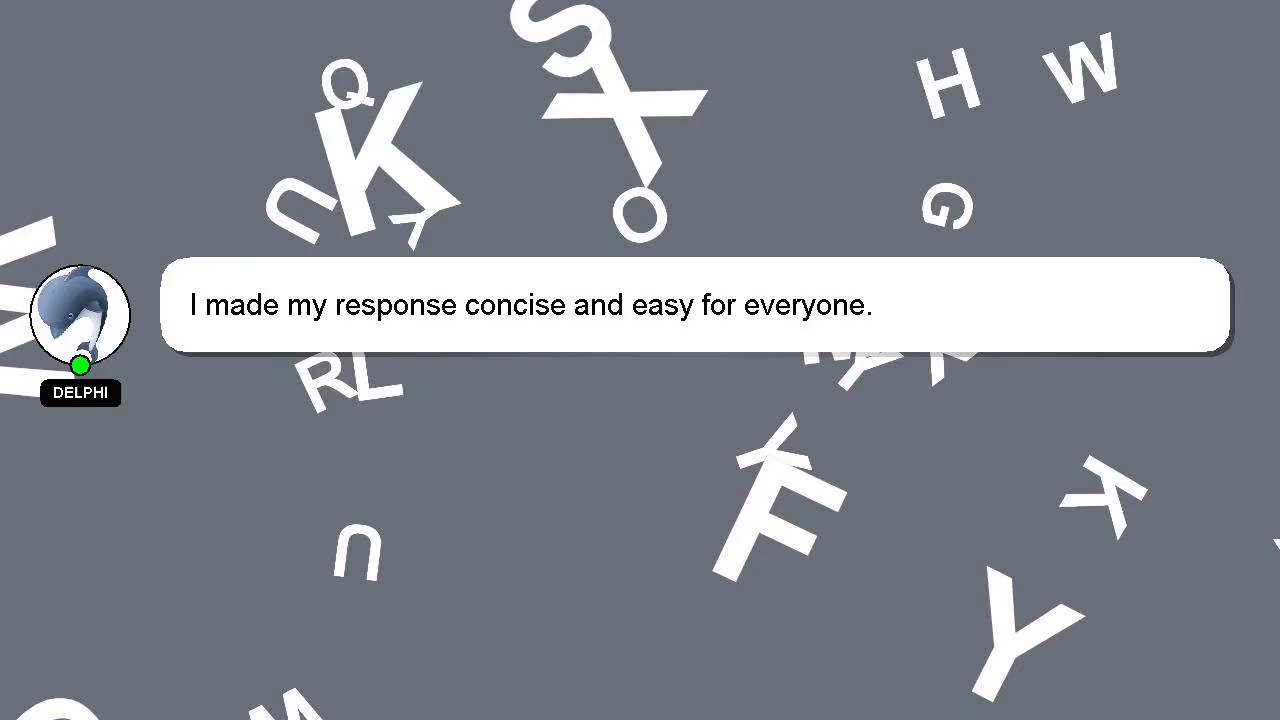 S
Q
H
W
K
X
U
Y
O
G
I made my response concise and easy for everyone.
DELPHI
R
L
K
F
K
U
Y
M